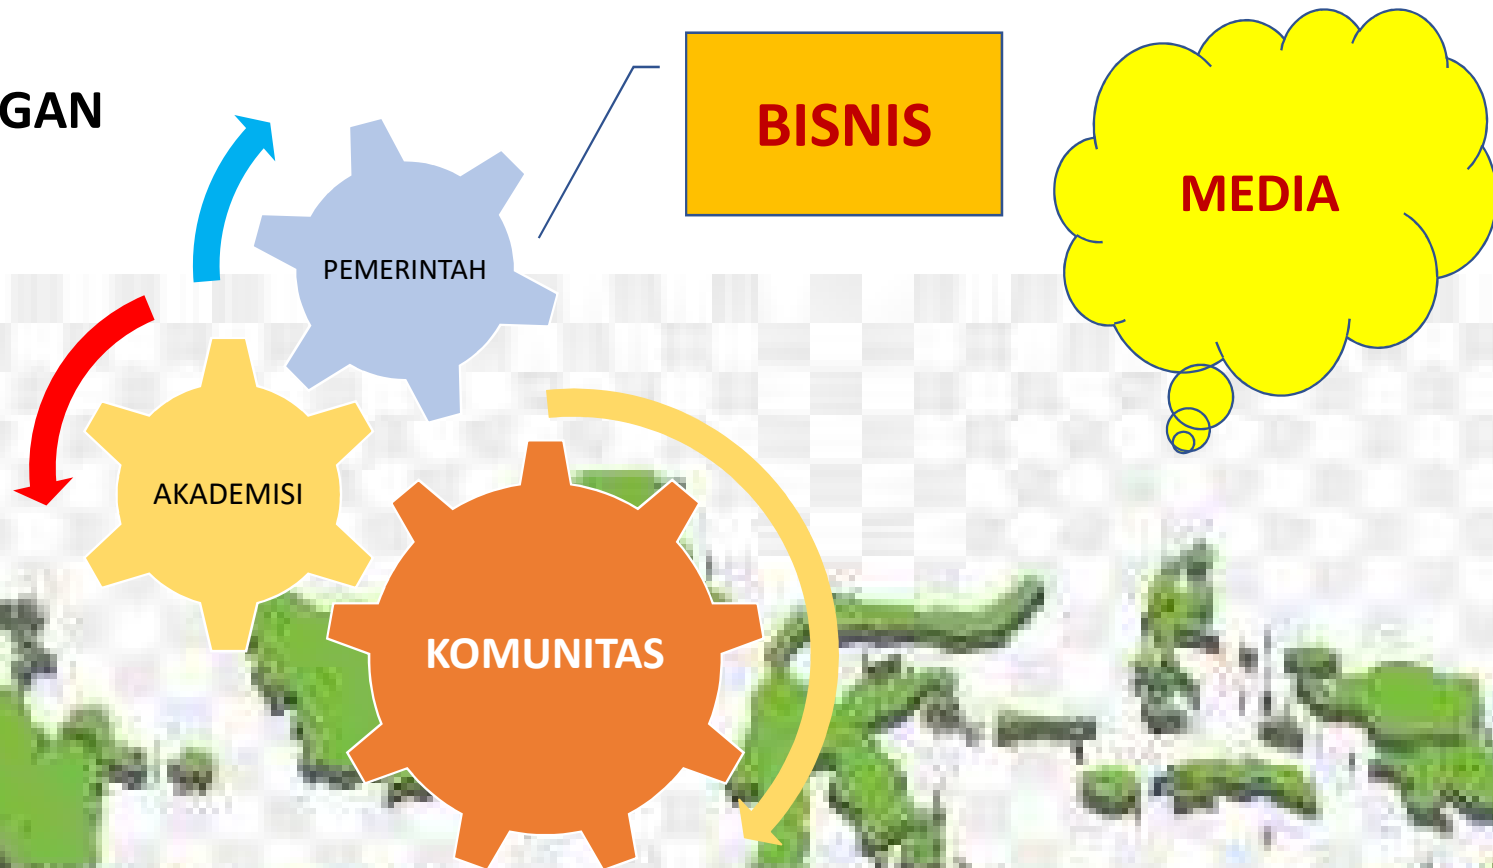 GAN
BISNIS
MEDIA
PEMERINTAH
AKADEMISI
KOMUNITAS